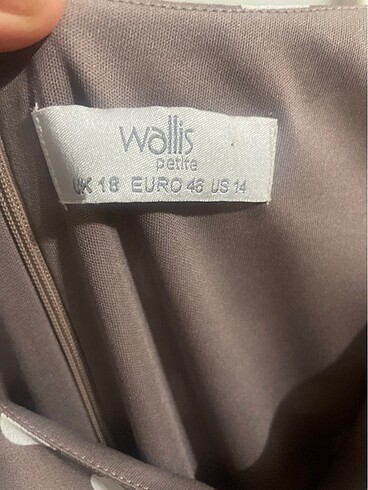 wallis
petite
UK 18 EURO 46 US 14